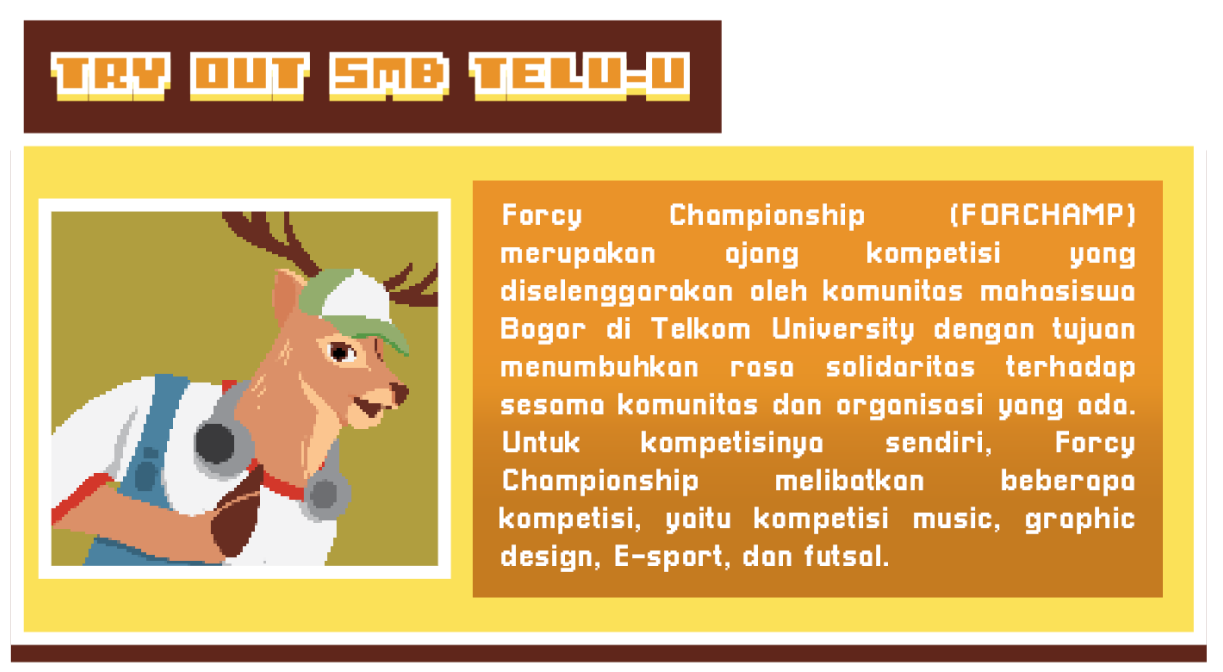 TRY OUT SMB TELU-U
Forcy Championship (FORCHAMP)
merupakan ajang kompetisi yang
diselenggarakan oleh komunitas mahasiswa
Bogor di Telkom University dengan tujuan
menumbuhkan rasa solidaritas terhadap
sesama komunitas dan organisasi yang ada.
Untuk kompetisinya sendiri, Forcy
Championship melibatkan beberapa
kompetisi, yaitu kompetisi music, graphic
design, E-sport, dan futsal.